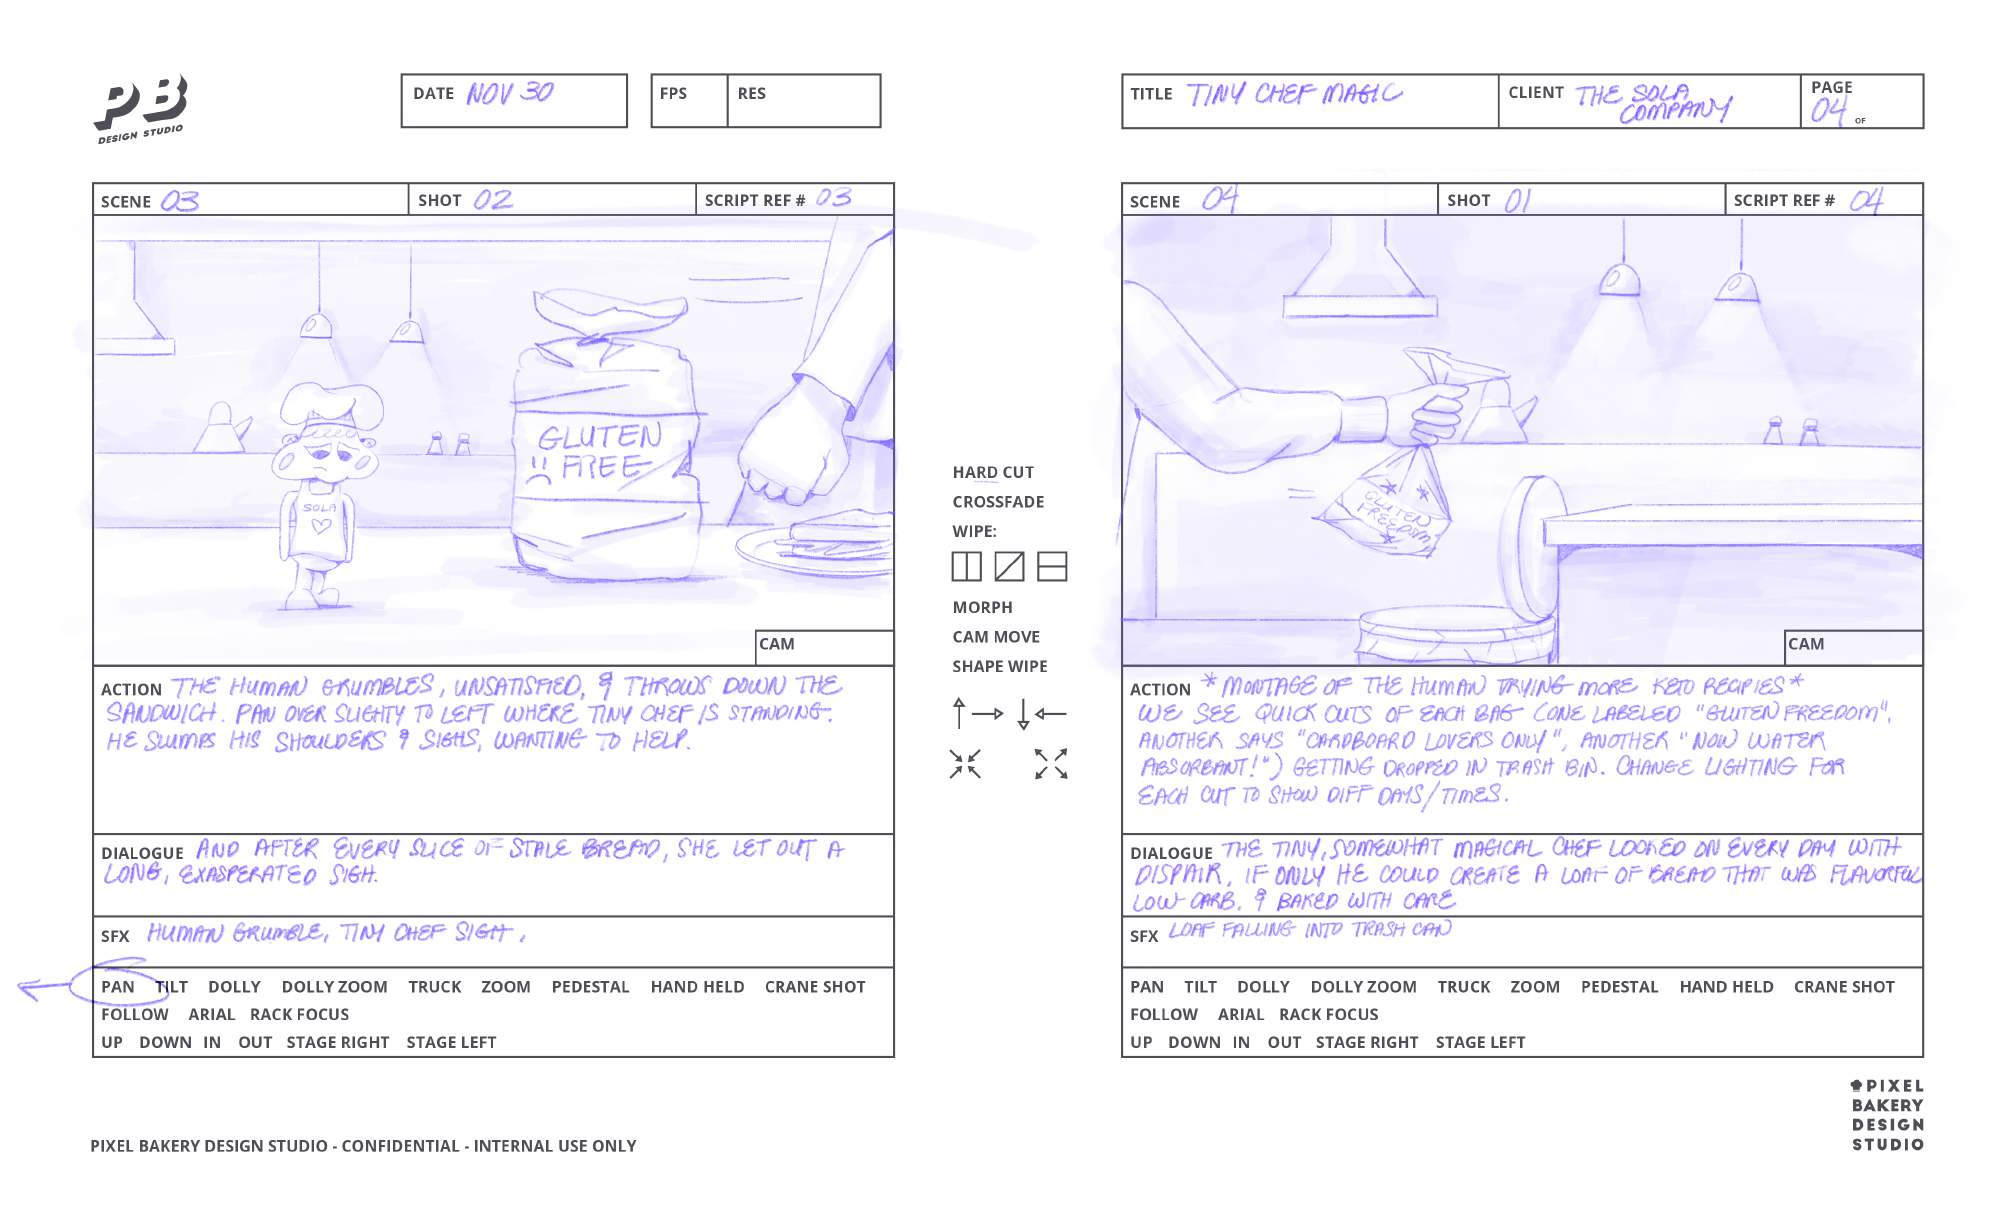 PB
DESIGN STUDIO
DATE NOV 30
FPS
RES
TITLE TINY CHEF MAGIC
CLIENT THE SOLA
COMPANY
PAGE
04 OF
SCENE 03
SHOT 02
SCRIPT REF # 03
GLUTEN
FREE
SOLA
CAM
ACTION THE HUMAN GRUMBLES, UNSATISFIED, & THROWS DOWN THE
SANDWICH. PAN OVER SLIGHTY TO LEFT WHERE TINY CHEF IS STANDING.
HE SLUMPS HIS SHOULDERS & SIGHS, WANTING TO HELP.
DIALOGUE AND AFTER EVERY SLICE OF STALE BREAD, SHE LET OUT A
LONG, EXASPERATED SIGH.
SFX HUMAN GRUMBLE, TINY CHEF SIGH,
PAN TILT DOLLY DOLLY ZOOM TRUCK ZOOM PEDESTAL HAND HELD CRANE SHOT
FOLLOW ARIAL RACK FOCUS
UP DOWN IN OUT STAGE RIGHT STAGE LEFT
HARD CUT
CROSSFADE
WIPE:
MORPH
CAM MOVE
SHAPE WIPE
SCENE 04
SHOT 01
SCRIPT REF # 04
GLUTEN
FREEDOM
CAM
ACTION *MONTAGE OF THE HUMAN TRYING MORE KETO RECIPIES*
WE SEE QUICK CUTS OF EACH BAG (ONE LABELED "GLUTEN FREEDOM",
ANOTHER SAYS "CARDBOARD LOVERS ONLY", ANOTHER "NOW WATER
ABSORBANT!") GETTING DROPPED IN TRASH BIN. CHANGE LIGHTING FOR
EACH CUT TO SHOW DIFF DAYS/TIMES.
DIALOGUE THE TINY, SOMEWHAT MAGICAL CHEF LOOKED ON EVERY DAY WITH
DISPAIR, IF ONLY HE COULD CREATE A LOAF OF BREAD THAT WAS FLAVORFUL
LOW CARB. & BAKED WITH CARE
SFX LOAF FALLING INTO TRASH CAN
PAN TILT DOLLY DOLLY ZOOM TRUCK ZOOM PEDESTAL HAND HELD CRANE SHOT
FOLLOW ARIAL RACK FOCUS
UP DOWN IN OUT STAGE RIGHT STAGE LEFT
PIXEL BAKERY DESIGN STUDIO - CONFIDENTIAL - INTERNAL USE ONLY
PIXEL
BAKERY
DESIGN
STUDIO